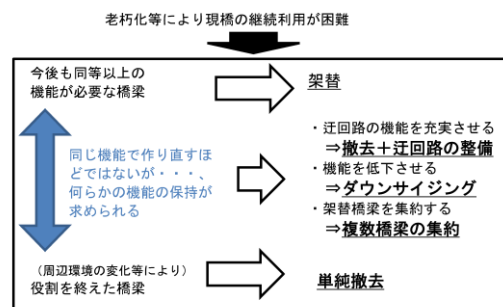 老朽化等により現橋の継続利用が困難
今後も同等以上の
機能が必要な橋梁
架替
同じ機能で作り直すほ
どではないが・・・、
何らかの機能の保持が
求められる
・迂回路の機能を充実させる
⇒撤去+迂回路の整備
・機能を低下させる
⇒ダウンサイジング
・架替橋梁を集約する
⇒複数橋梁の集約
（周辺環境の変化等により）
役割を終えた橋梁
単純撤去